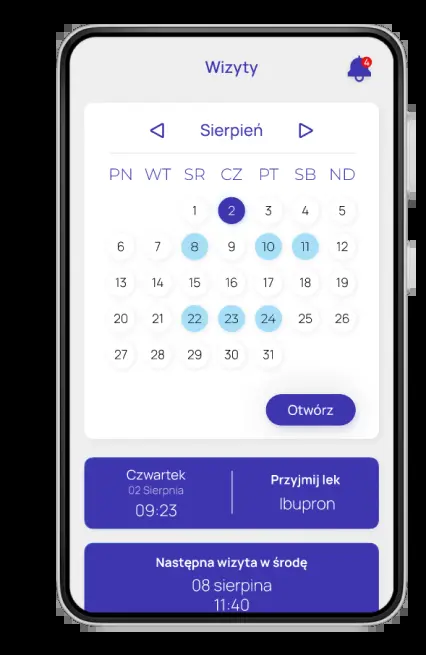 Wizyty
4
Sierpień
PN WT SR CZ PT SB ND
1 2 3 4 5
6 7 8 9 10 11 12
13 14 15 16 17 18 19
20 21 22 23 24 25 26
27 28 29 30 31
Otwórz
Czwartek
02 Sierpnia
09:23
Przyjmij lek
Ibupron
Następna wizyta w środę
08 sierpina
11:40